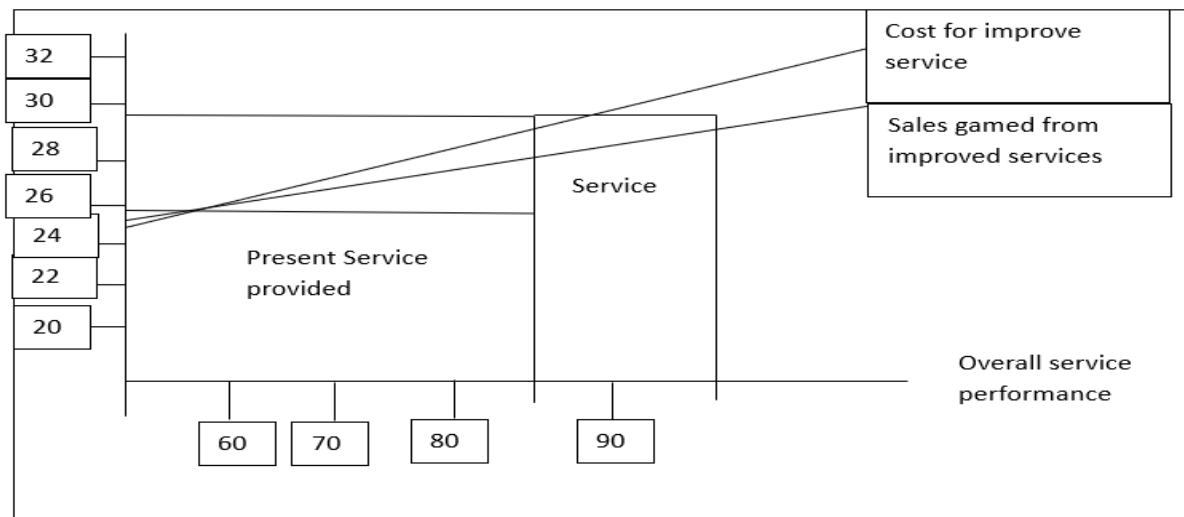 Cost for improve
service
32
30
Sales gamed from
improved services
28
26
Service
24
Present Service
provided
22
20
Overall service
performance
60
70
80
90